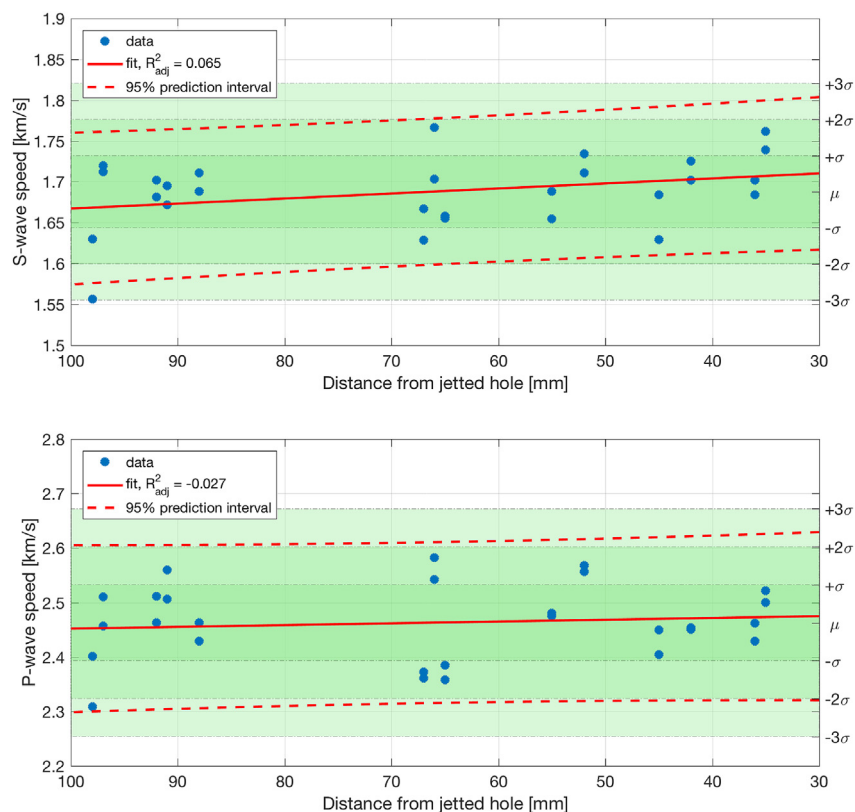 1.9
1.85
1.8
1.75
1.7
1.65
1.6
1.55
1.5
S-wave speed [km/s]
data
fit, R²adj = 0.065
95% prediction interval
+3σ
+2σ
+σ
μ
-σ
-2σ
-3σ
100 90 80 70 60 50 40 30
Distance from jetted hole [mm]
2.8
2.7
2.6
2.5
2.4
2.3
2.2
P-wave speed [km/s]
data
fit, R²adj = -0.027
95% prediction interval
+3σ
+2σ
+σ
μ
-σ
-2σ
-3σ
100 90 80 70 60 50 40 30
Distance from jetted hole [mm]